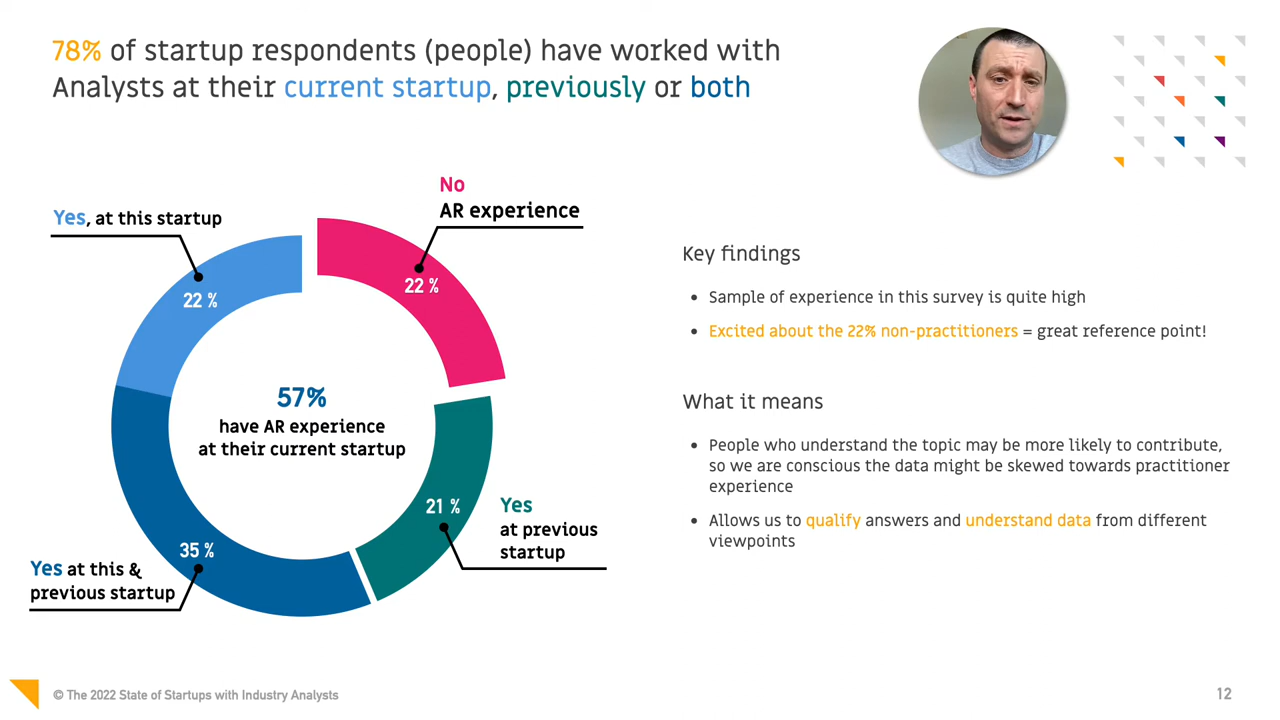 78% of startup respondents (people) have worked with
Analysts at their current startup, previously or both
No
AR experience
Yes, at this startup
22 %
22 %
57%
have AR experience
at their current startup
21 %
Yes
at previous
startup
35 %
Yes at this &
previous startup
Key findings
• Sample of experience in this survey is quite high
• Excited about the 22% non-practitioners = great reference point!
What it means
• People who understand the topic may be more likely to contribute,
so we are conscious the data might be skewed towards practitioner
experience
• Allows us to qualify answers and understand data from different
viewpoints
© The 2022 State of Startups with Industry Analysts
12